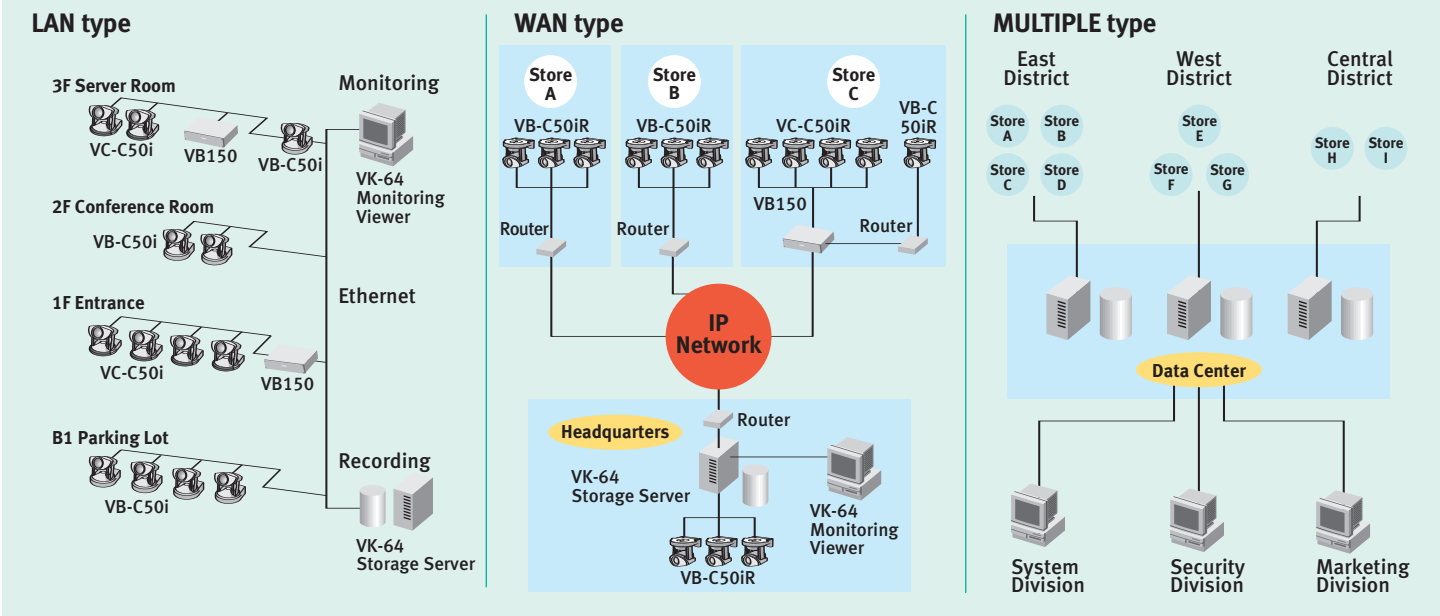 LAN type
3F Server Room
VC-C50i
VB150
VB-C50i
Monitoring
VK-64
Monitoring
Viewer
2F Conference Room
VB-C50i
Ethernet
1F Entrance
VC-C50i
VB150
B1 Parking Lot
VB-C50i
Recording
VK-64
Storage Server
WAN type
Store
A
VB-C50iR
Router
Store
B
VB-C50iR
Router
Store
C
VC-C50iR
VB-C
50iR
VB150
Router
IP
Network
Headquarters
Router
VK-64
Storage Server
VK-64
Monitoring
Viewer
VB-C50iR
MULTIPLE type
East
District
Store
A
Store
B
Store
C
Store
D
West
District
Store
E
Store
F
Store
G
Central
District
Store
H
Store
I
Data Center
System
Division
Security
Division
Marketing
Division